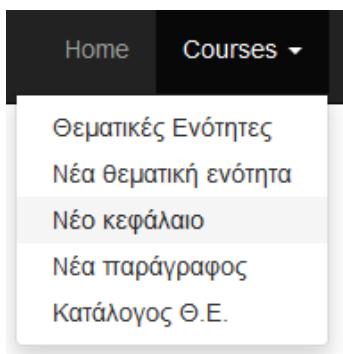 Home Courses
Θεματικές Ενότητες
Νέα θεματική ενότητα
Νέο κεφάλαιο
Νέα παράγραφος
Κατάλογος Θ.Ε.